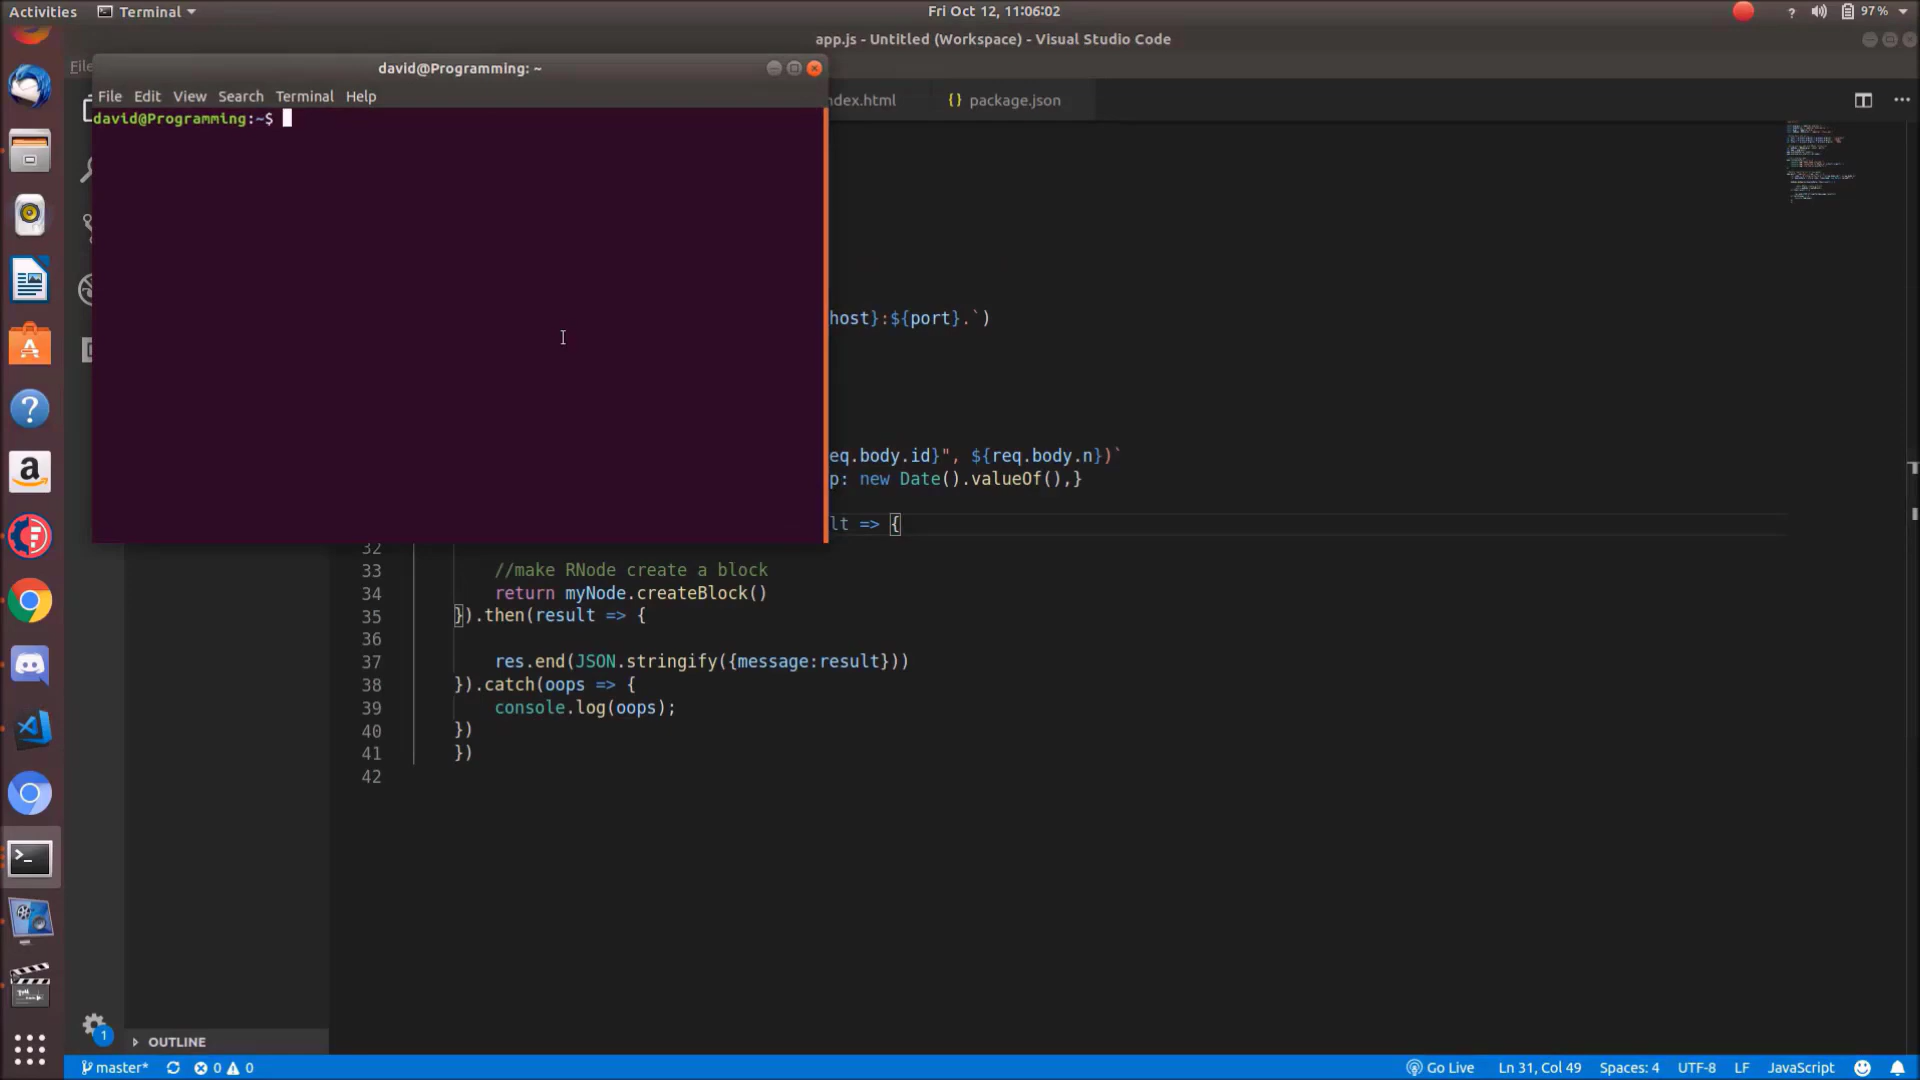 Activities Terminal Fri Oct 12, 11:06:02 ? 97%
app.js - Untitled (Workspace) - Visual Studio Code
david@Programming: ~
File Edit View Search Terminal Help
ndex.html {} package.json
david@Programming:~$
host}:${port}.`)
eq.body.id}", ${req.body.n})`
p: new Date().valueOf(),}
lt => {
32
33 //make RNode create a block
34 return myNode.createBlock()
35 }).then(result => {
36
37 res.end(JSON.stringify({message:result}))
38 }).catch(oops => {
39 console.log(oops);
40 })
41 })
42
1
OUTLINE
master* 0 0 Go Live Ln 31, Col 49 Spaces: 4 UTF-8 LF JavaScript